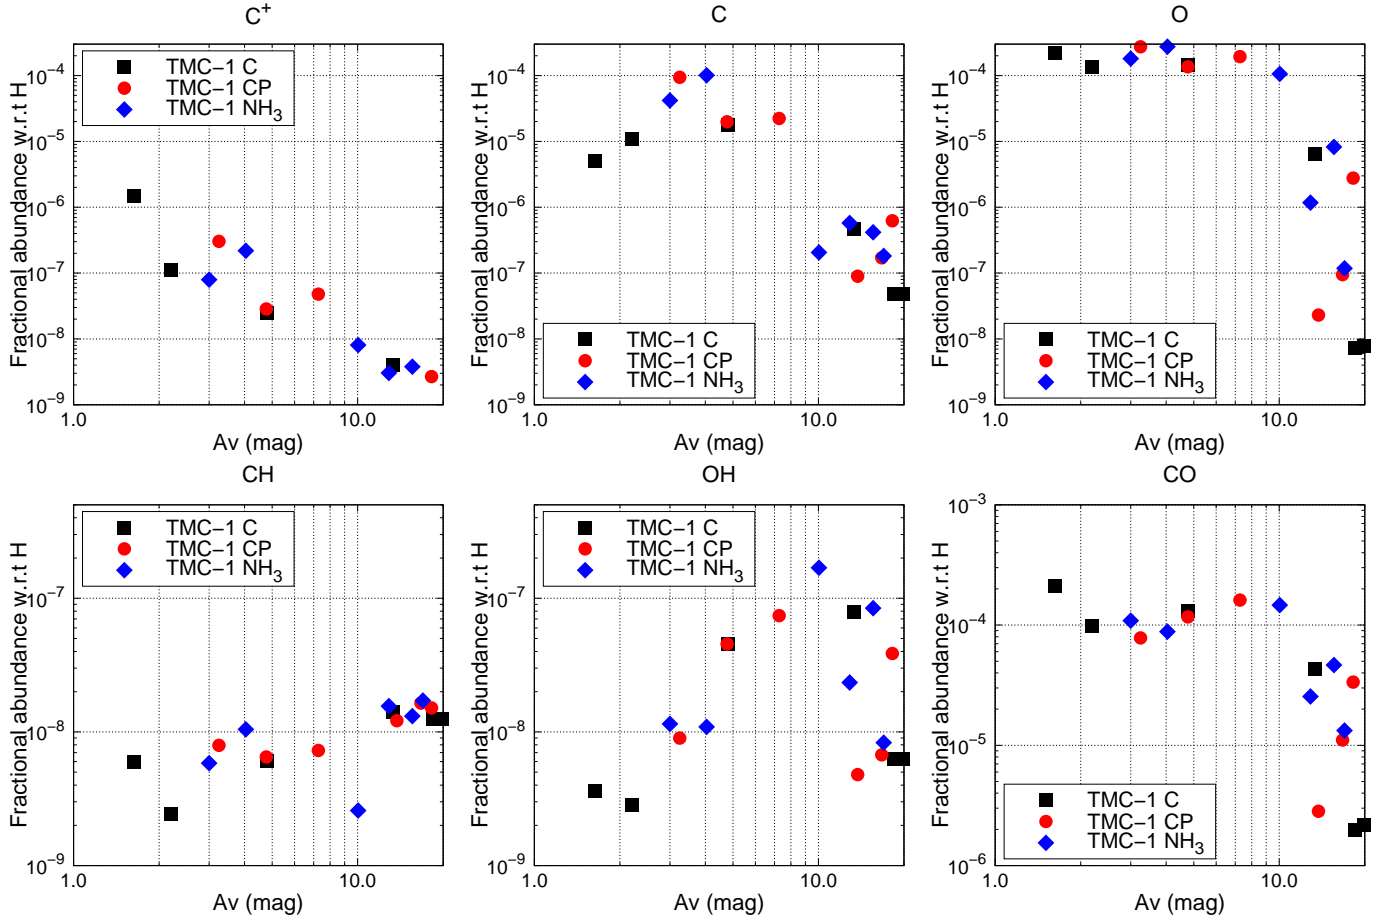 C⁺
10⁻⁴
10⁻⁵
10⁻⁶
10⁻⁷
10⁻⁸
10⁻⁹
Fractional abundance w.r.t H
TMC−1 C
TMC−1 CP
TMC−1 NH₃
1.0
10.0
Av (mag)
C
10⁻⁴
10⁻⁵
10⁻⁶
10⁻⁷
10⁻⁸
10⁻⁹
Fractional abundance w.r.t H
TMC−1 C
TMC−1 CP
TMC−1 NH₃
1.0
10.0
Av (mag)
O
10⁻⁴
10⁻⁵
10⁻⁶
10⁻⁷
10⁻⁸
10⁻⁹
Fractional abundance w.r.t H
TMC−1 C
TMC−1 CP
TMC−1 NH₃
1.0
10.0
Av (mag)
CH
10⁻⁷
10⁻⁸
10⁻⁹
Fractional abundance w.r.t H
TMC−1 C
TMC−1 CP
TMC−1 NH₃
1.0
10.0
Av (mag)
OH
10⁻⁷
10⁻⁸
10⁻⁹
Fractional abundance w.r.t H
TMC−1 C
TMC−1 CP
TMC−1 NH₃
1.0
10.0
Av (mag)
CO
10⁻³
10⁻⁴
10⁻⁵
10⁻⁶
Fractional abundance w.r.t H
TMC−1 C
TMC−1 CP
TMC−1 NH₃
1.0
10.0
Av (mag)